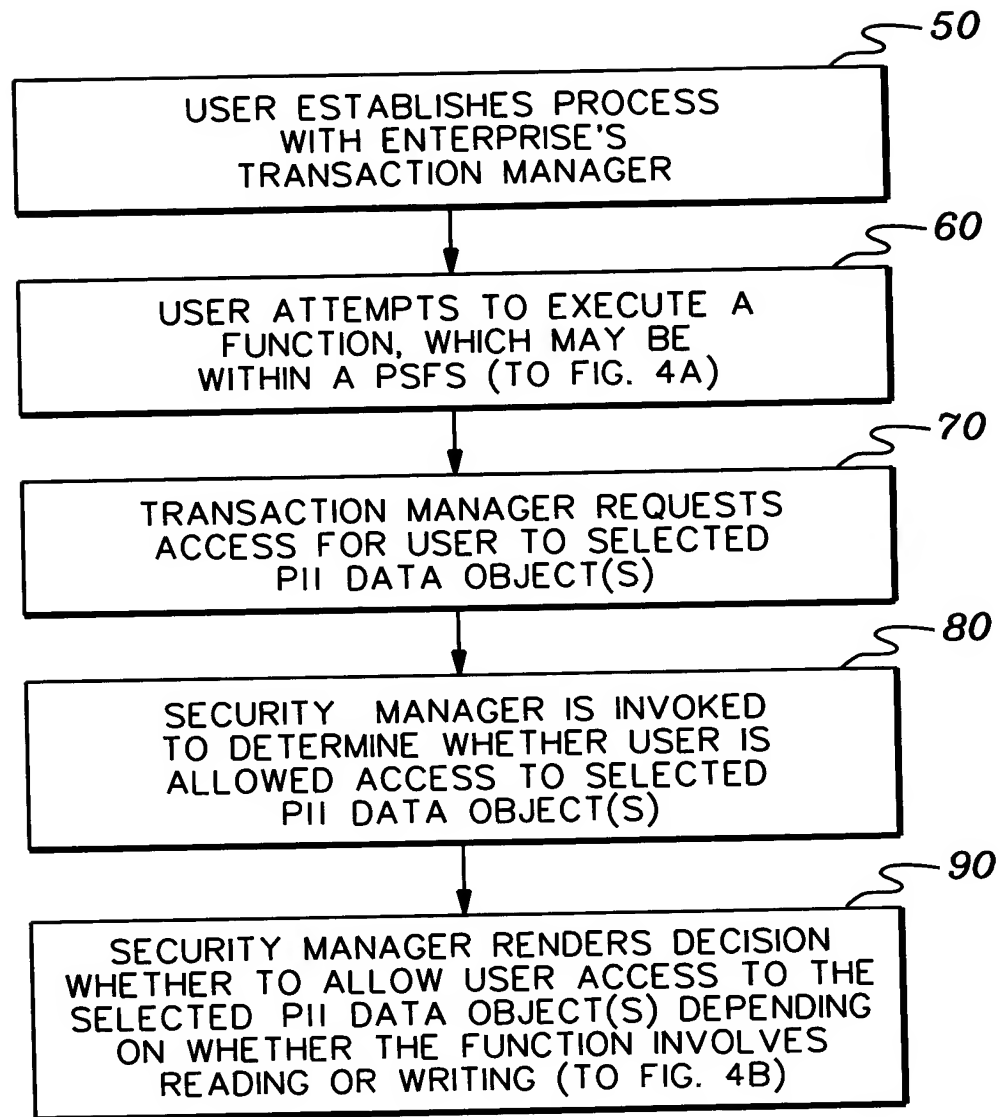 50
USER ESTABLISHES PROCESS
WITH ENTERPRISE'S
TRANSACTION MANAGER
60
USER ATTEMPTS TO EXECUTE A
FUNCTION, WHICH MAY BE
WITHIN A PSFS (TO FIG. 4A)
70
TRANSACTION MANAGER REQUESTS
ACCESS FOR USER TO SELECTED
PII DATA OBJECT(S)
80
SECURITY MANAGER IS INVOKED
TO DETERMINE WHETHER USER IS
ALLOWED ACCESS TO SELECTED
PII DATA OBJECT(S)
90
SECURITY MANAGER RENDERS DECISION
WHETHER TO ALLOW USER ACCESS TO THE
SELECTED PII DATA OBJECT(S) DEPENDING
ON WHETHER THE FUNCTION INVOLVES
READING OR WRITING (TO FIG. 4B)